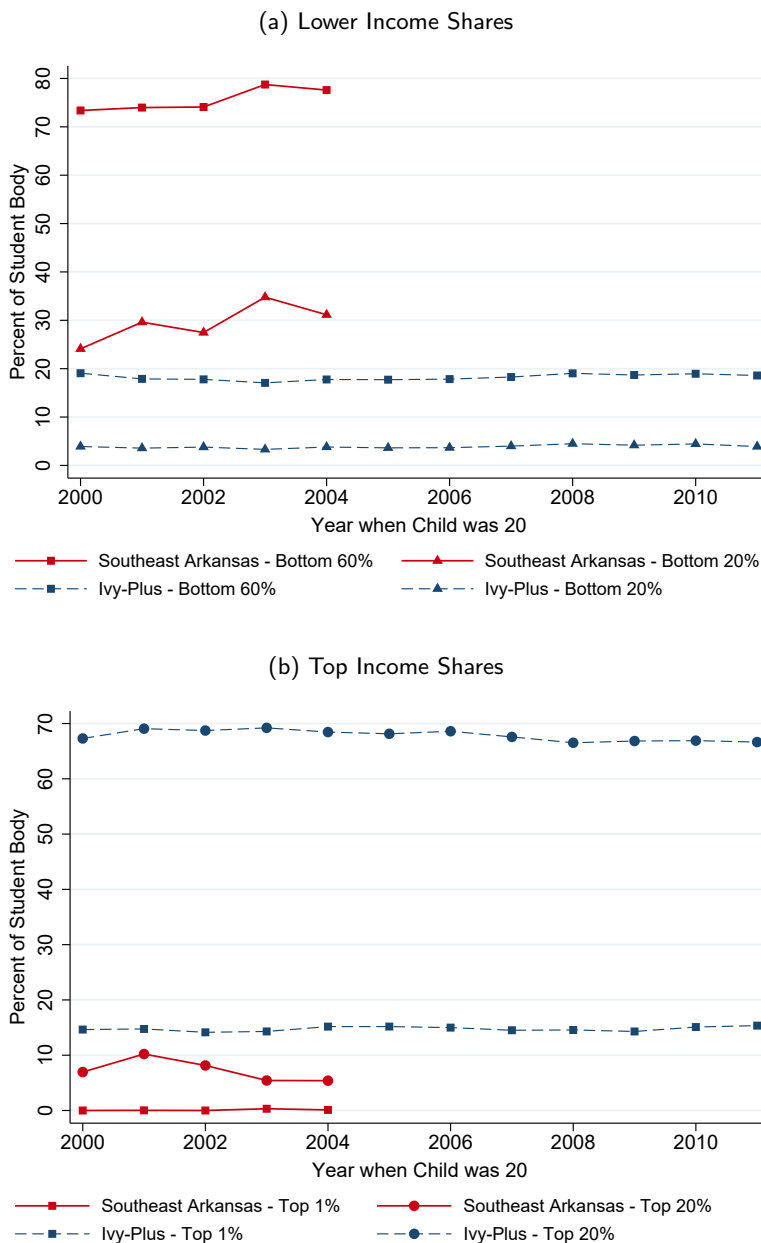 (a) Lower Income Shares
Percent of Student Body
80
70
60
50
40
30
20
10
0
2000 2002 2004 2006 2008 2010
Year when Child was 20
Southeast Arkansas - Bottom 60% Southeast Arkansas - Bottom 20%
Ivy-Plus - Bottom 60% Ivy-Plus - Bottom 20%
(b) Top Income Shares
Percent of Student Body
70
60
50
40
30
20
10
0
2000 2002 2004 2006 2008 2010
Year when Child was 20
Southeast Arkansas - Top 1% Southeast Arkansas - Top 20%
Ivy-Plus - Top 1% Ivy-Plus - Top 20%